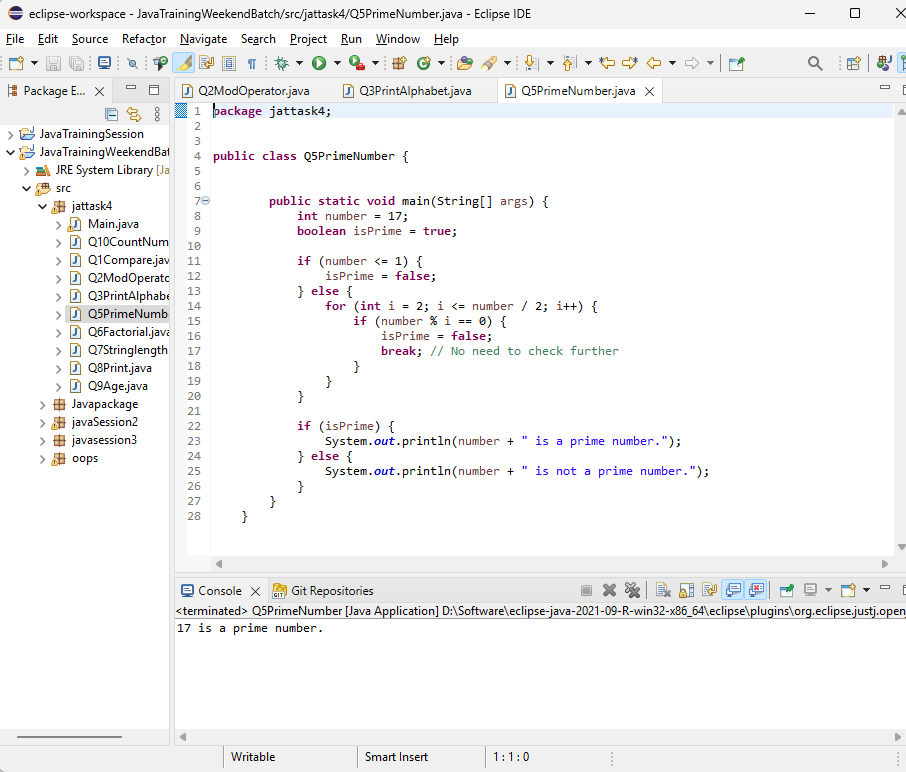 eclipse-workspace - JavaTrainingWeekendBatch/src/jattask4/Q5PrimeNumber.java - Eclipse IDE
File Edit Source Refactor Navigate Search Project Run Window Help
Package E...
Q2ModOperator.java Q3PrintAlphabet.java Q5PrimeNumber.java
JavaTrainingSession
JavaTrainingWeekendBat
JRE System Library [Ja
src
jattask4
Main.java
Q10CountNum
Q1Compare.jav
Q2ModOperato
Q3PrintAlphabe
Q5PrimeNumb
Q6Factorial.java
Q7Stringlength
Q8Print.java
Q9Age.java
Javapackage
javaSession2
javasession3
oops
1 package jattask4;
2
3
4 public class Q5PrimeNumber {
5
6
7 public static void main(String[] args) {
8 int number = 17;
9 boolean isPrime = true;
10
11 if (number <= 1) {
12 isPrime = false;
13 } else {
14 for (int i = 2; i <= number / 2; i++) {
15 if (number % i == 0) {
16 isPrime = false;
17 break; // No need to check further
18 }
19 }
20 }
21
22 if (isPrime) {
23 System.out.println(number + " is a prime number.");
24 } else {
25 System.out.println(number + " is not a prime number.");
26 }
27 }
28 }
Console Git Repositories
<terminated> Q5PrimeNumber [Java Application] D:\Software\eclipse-java-2021-09-R-win32-x86_64\eclipse\plugins\org.eclipse.justj.open
17 is a prime number.
Writable Smart Insert 1 : 1 : 0